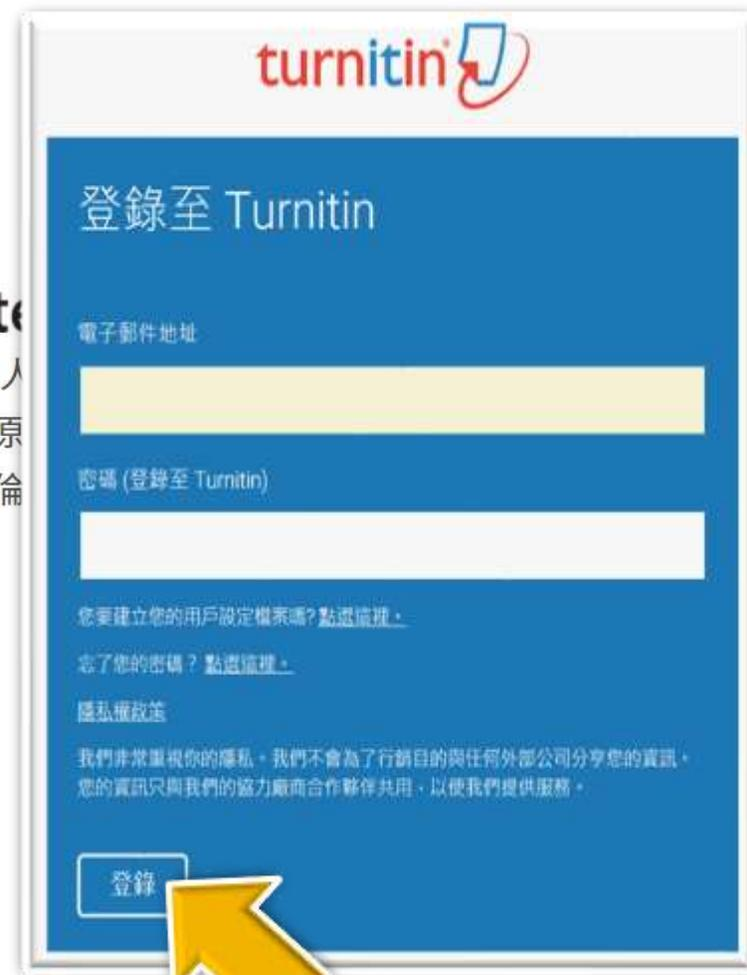 turnitin
登錄至 Turnitin
te
人
電子郵件地址
原
倫
密碼 (登錄至 Turnitin)
您要建立您的用戶設定檔案嗎? 點選這裡。
忘了您的密碼? 點選這裡。
隱私權政策
我們非常重視你的隱私。我們不會為了行銷目的與任何外部公司分享您的資訊。
您的資訊只與我們的協力廠商合作夥伴共用,以便我們提供服務。
登錄